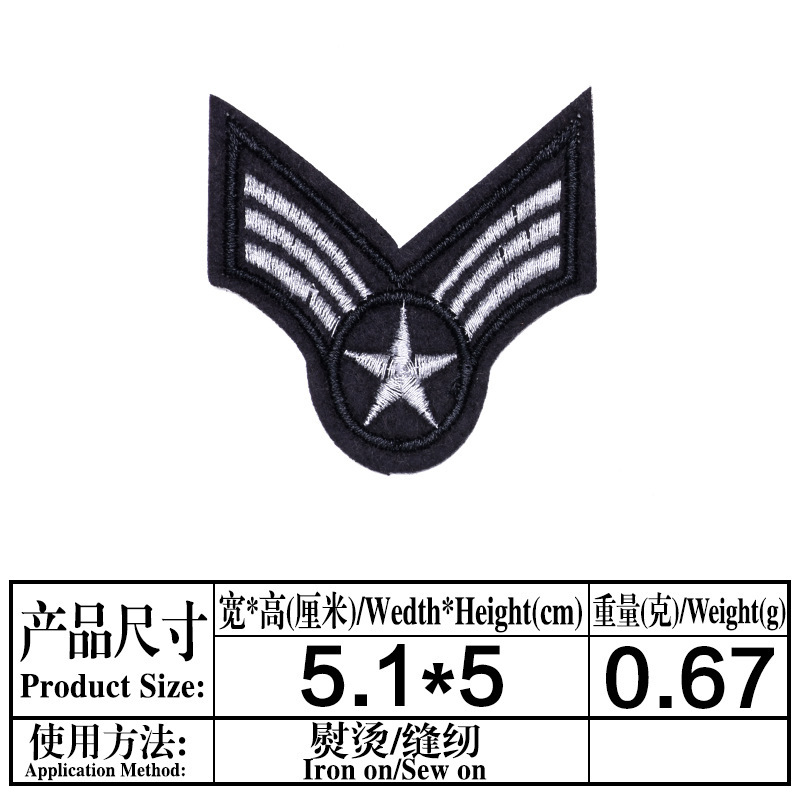 产品尺寸
Product Size:
宽*高(厘米)/Wedth*Height(cm)
5.1*5
重量(克)/Weight(g)
0.67
使用方法:
Application Method:
熨烫/缝纫
Iron on/Sew on